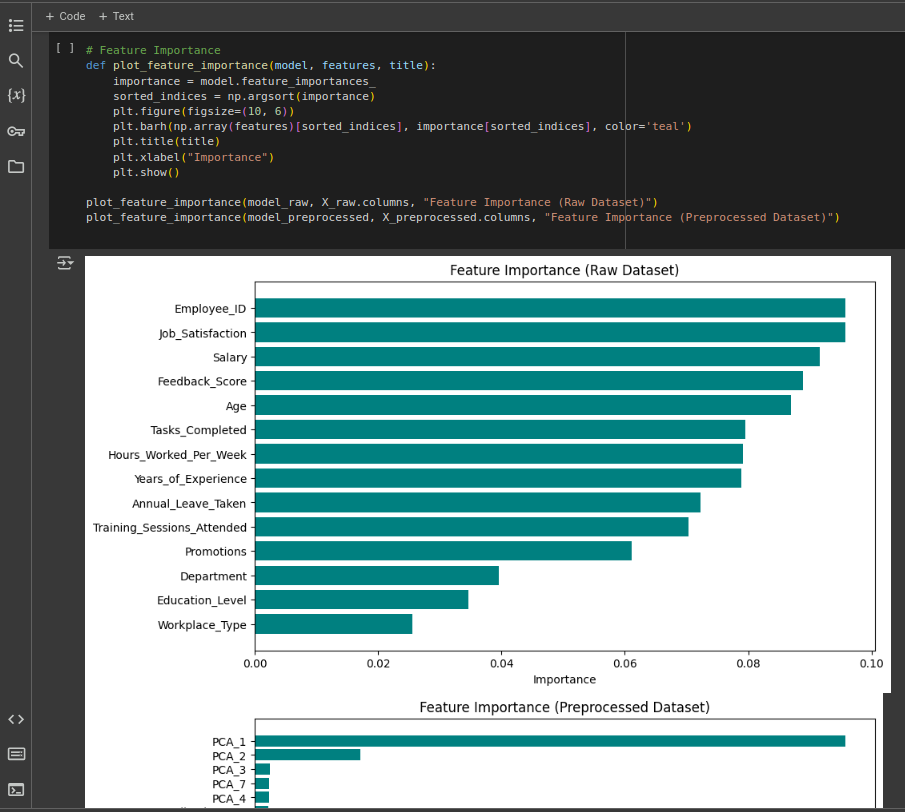 + Code + Text
[ ] # Feature Importance
def plot_feature_importance(model, features, title):
    importance = model.feature_importances_
    sorted_indices = np.argsort(importance)
    plt.figure(figsize=(10, 6))
    plt.barh(np.array(features)[sorted_indices], importance[sorted_indices], color='teal')
    plt.title(title)
    plt.xlabel("Importance")
    plt.show()
plot_feature_importance(model_raw, X_raw.columns, "Feature Importance (Raw Dataset)")
plot_feature_importance(model_preprocessed, X_preprocessed.columns, "Feature Importance (Preprocessed Dataset)")
{x}
Feature Importance (Raw Dataset)
Employee_ID
Job_Satisfaction
Salary
Feedback_Score
Age
Tasks_Completed
Hours_Worked_Per_Week
Years_of_Experience
Annual_Leave_Taken
Training_Sessions_Attended
Promotions
Department
Education_Level
Workplace_Type
0.00 0.02 0.04 0.06 0.08 0.10
Importance
Feature Importance (Preprocessed Dataset)
PCA_1
PCA_2
PCA_3
PCA_7
PCA_4